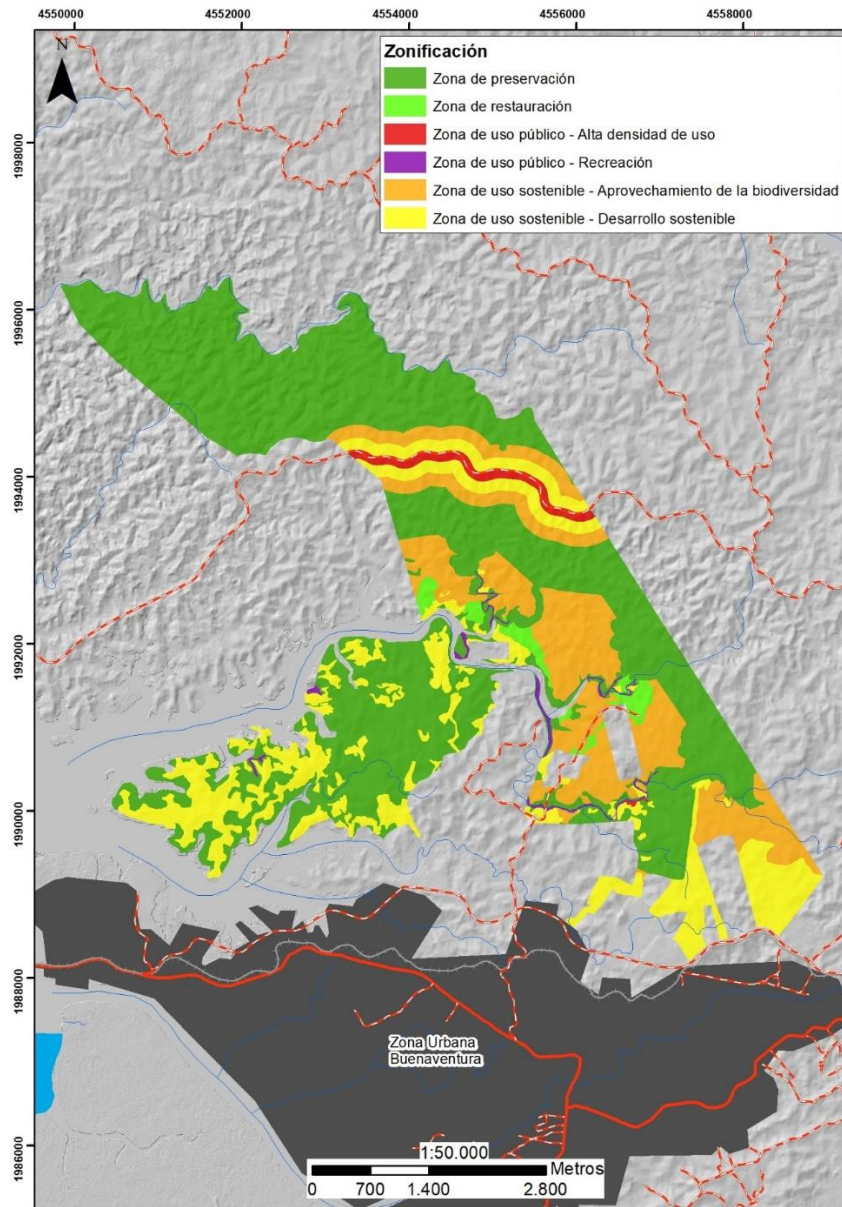 4550000 4552000 4554000 4556000 4558000
N
Zonificación
Zona de preservación
Zona de restauración
Zona de uso público - Alta densidad de uso
Zona de uso público - Recreación
Zona de uso sostenible - Aprovechamiento de la biodiversidad
Zona de uso sostenible - Desarrollo sostenible
1998000
1996000
1994000
1992000
1990000
1988000
1986000
Zona Urbana
Buenaventura
1:50.000
Metros
0 700 1.400 2.800